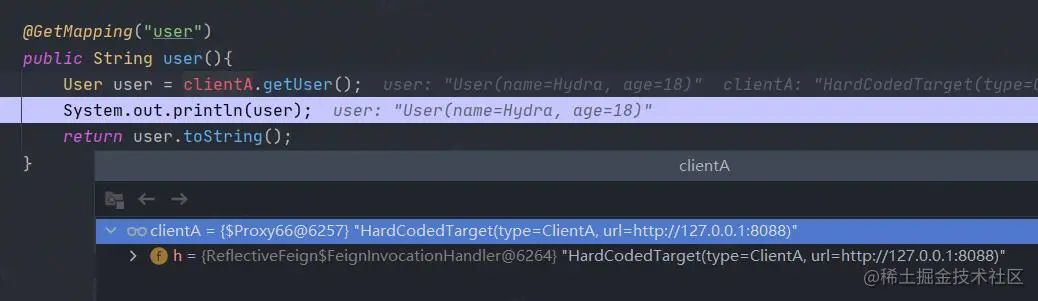 @GetMapping("user")
public String user(){
User user = clientA.getUser(); user: "User(name=Hydra, age=18)" clientA: "HardCodedTarget(type=C
System.out.println(user); user: "User(name=Hydra, age=18)"
return user.toString();
}
clientA
clientA = {$Proxy66@6257} "HardCodedTarget(type=ClientA, url=http://127.0.0.1:8088)"
f h = {ReflectiveFeign$FeignInvocationHandler@6264} "HardCodedTarget(type=ClientA, url=http://127.0.0.1:8088)"
@稀土掘金技术社区